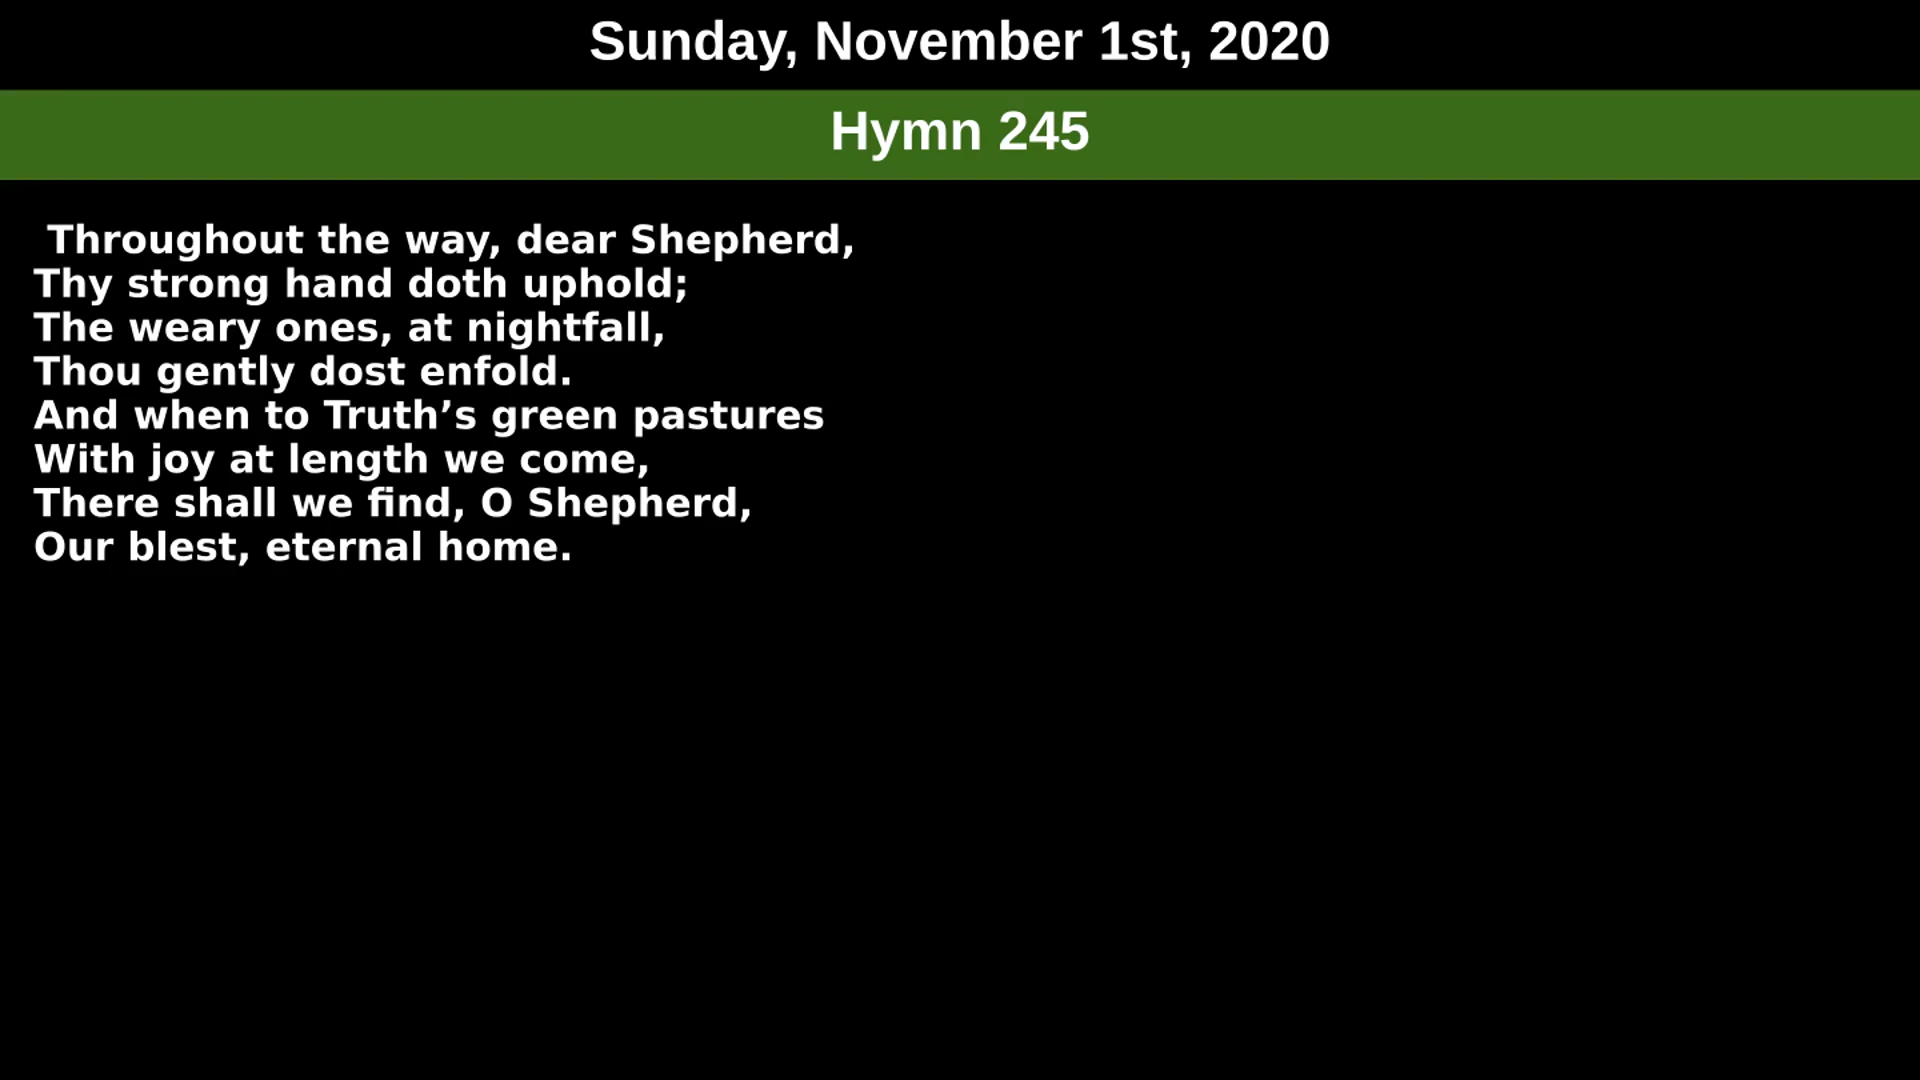 Sunday, November 1st, 2020
Hymn 245
Throughout the way, dear Shepherd,
Thy strong hand doth uphold;
The weary ones, at nightfall,
Thou gently dost enfold.
And when to Truth’s green pastures
With joy at length we come,
There shall we find, O Shepherd,
Our blest, eternal home.